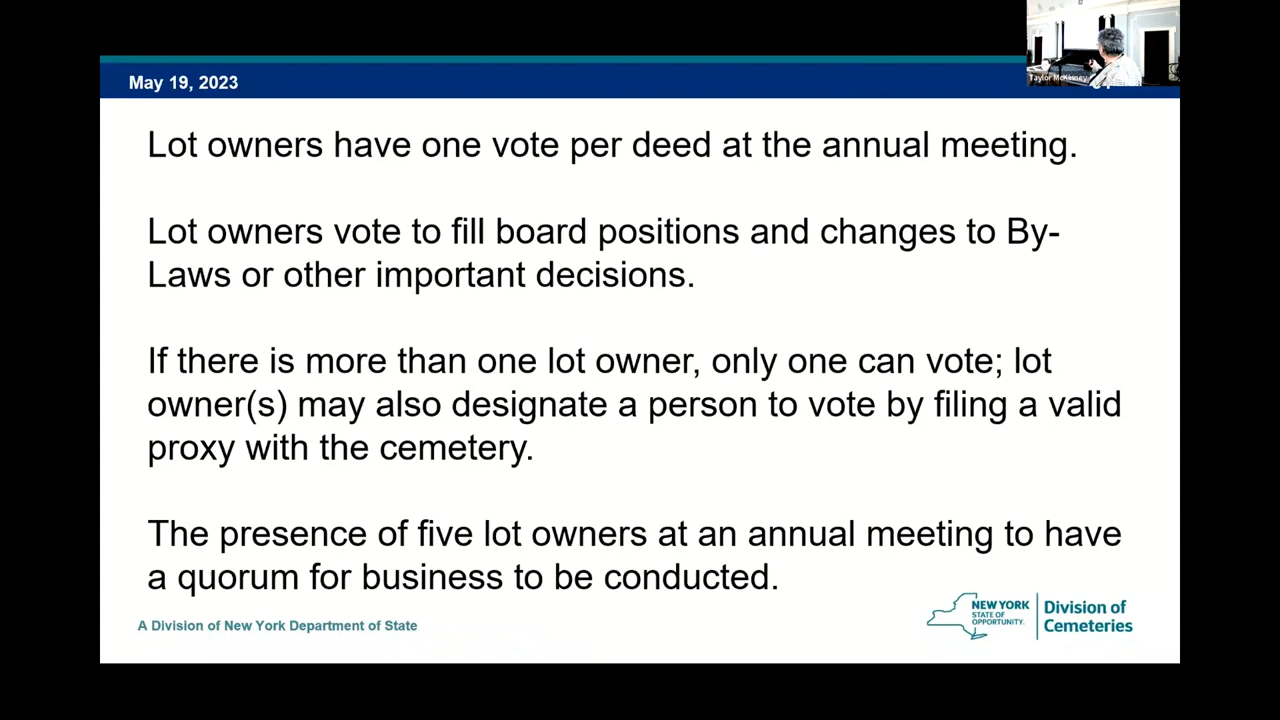 May 19, 2023
Taylor McKinney
Lot owners have one vote per deed at the annual meeting.
Lot owners vote to fill board positions and changes to By-
Laws or other important decisions.
If there is more than one lot owner, only one can vote; lot
owner(s) may also designate a person to vote by filing a valid
proxy with the cemetery.
The presence of five lot owners at an annual meeting to have
a quorum for business to be conducted.
A Division of New York Department of State
NEW YORK
STATE OF
OPPORTUNITY.
Division of
Cemeteries